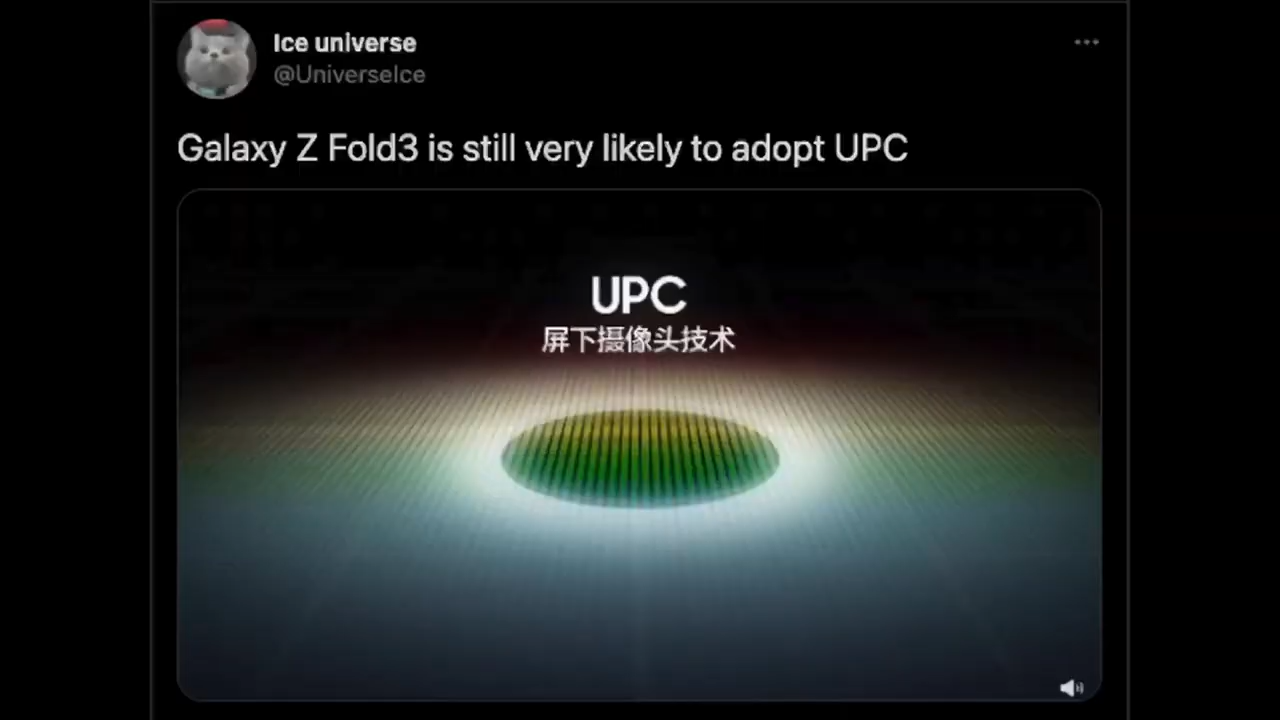 Ice universe
@UniverseIce
Galaxy Z Fold3 is still very likely to adopt UPC
UPC
屏下摄像头技术